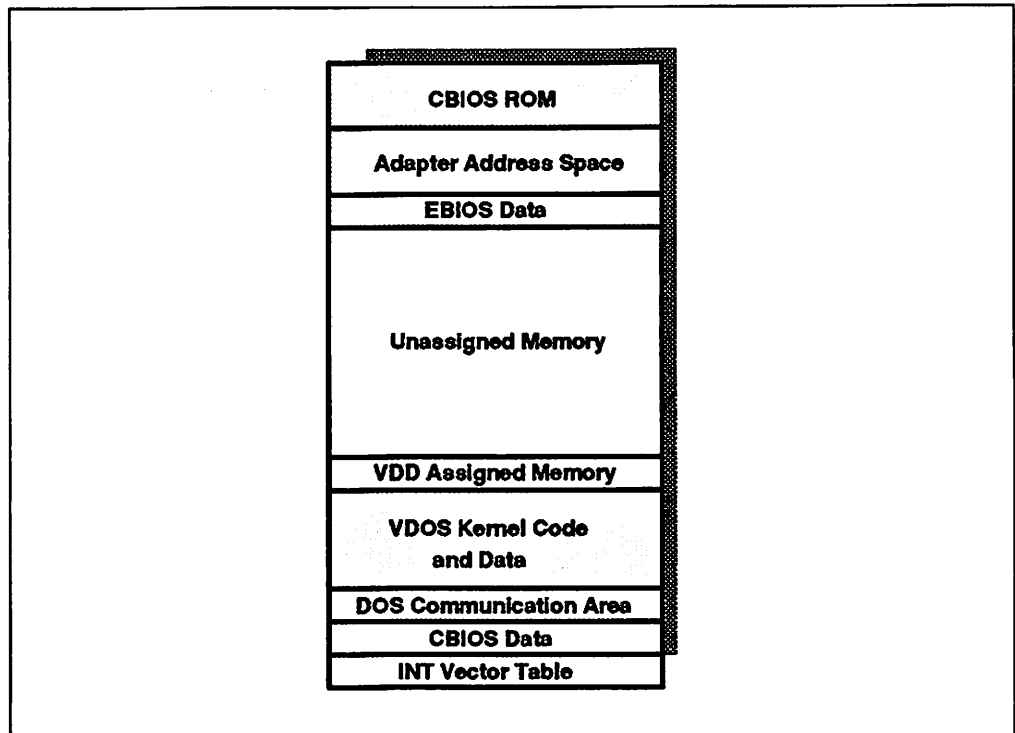 CBIOS ROM
Adapter Address Space
EBIOS Data
Unassigned Memory
VDD Assigned Memory
VDOS Kernel Code
and Data
DOS Communication Area
CBIOS Data
INT Vector Table